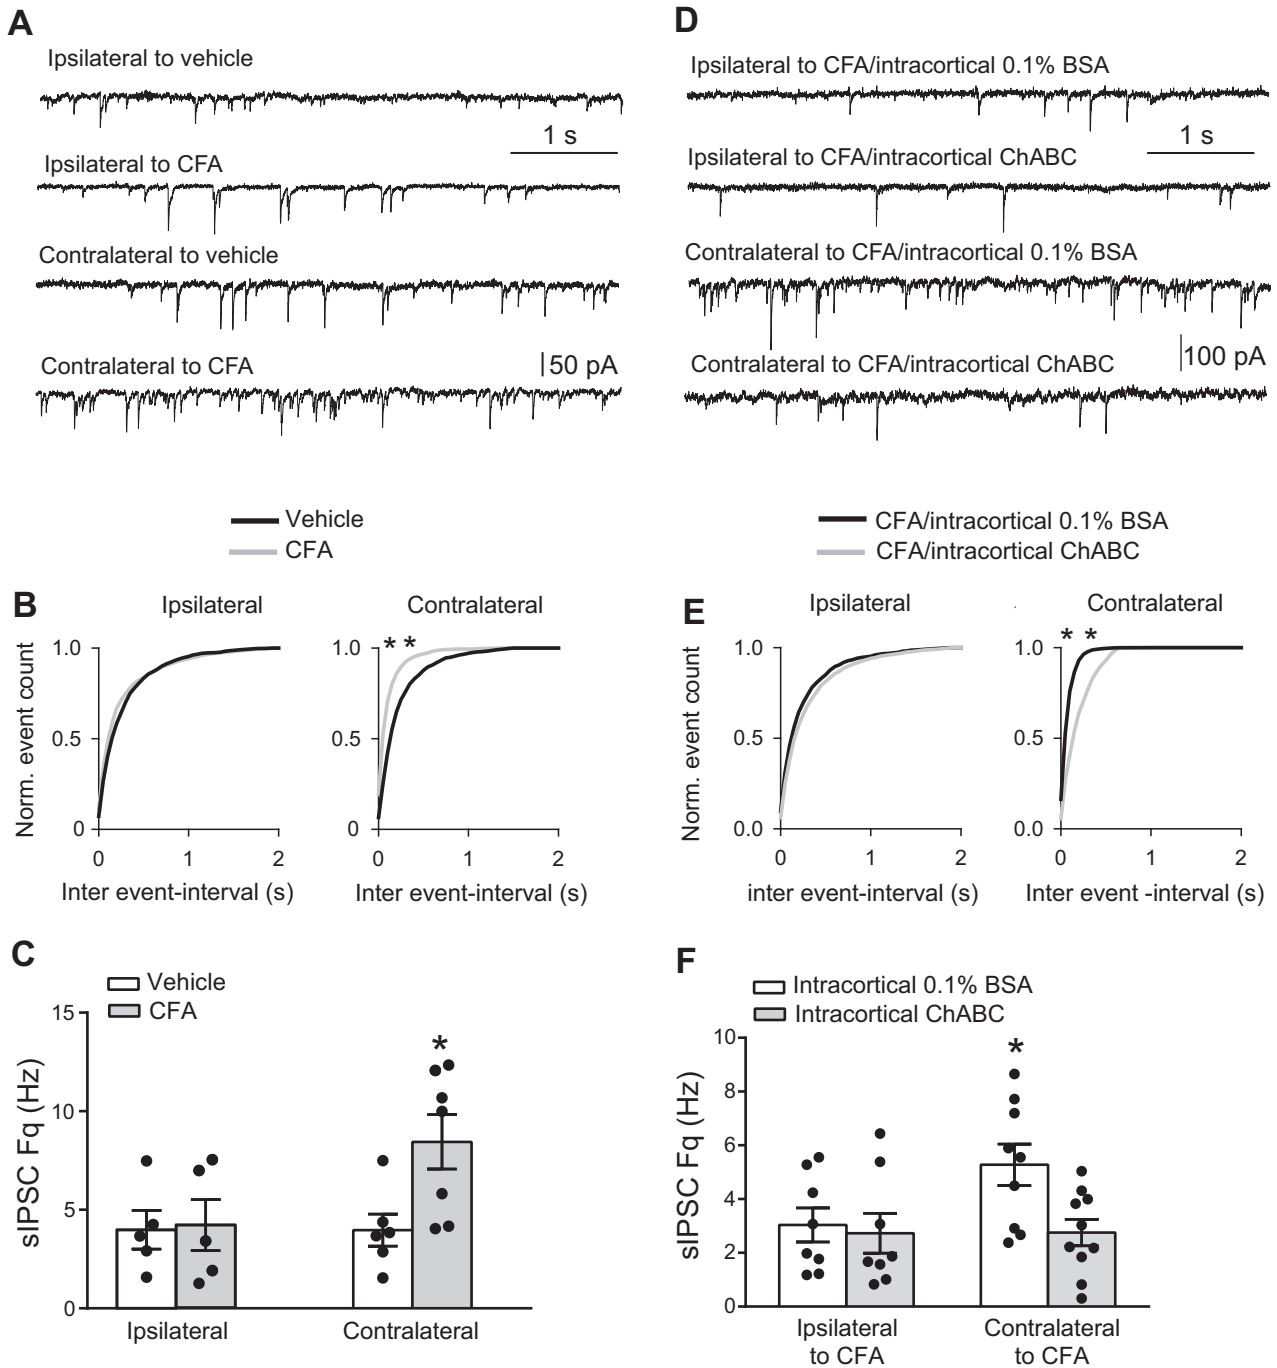 A
Ipsilateral to vehicle
1 s
Ipsilateral to CFA
Contralateral to vehicle
Contralateral to CFA
50 pA
D
Ipsilateral to CFA/intracortical 0.1% BSA
1 s
Ipsilateral to CFA/intracortical ChABC
Contralateral to CFA/intracortical 0.1% BSA
100 pA
Contralateral to CFA/intracortical ChABC
Vehicle
CFA
B
Ipsilateral
Contralateral
* *
Norm. event count
1.0
0.5
0
0
1
2
Inter event-interval (s)
1.0
0.5
0
0
1
2
Inter event-interval (s)
CFA/intracortical 0.1% BSA
CFA/intracortical ChABC
E
Ipsilateral
Contralateral
* *
Norm. event count
1.0
0.5
0.0
0
1
2
inter event-interval (s)
1.0
0.5
0.0
0
1
2
Inter event -interval (s)
C
Vehicle
CFA
sIPSC Fq (Hz)
15
10
5
0
*
Ipsilateral
Contralateral
F
Intracortical 0.1% BSA
Intracortical ChABC
sIPSC Fq (Hz)
10
8
6
4
2
0
*
Ipsilateral
to CFA
Contralateral
to CFA